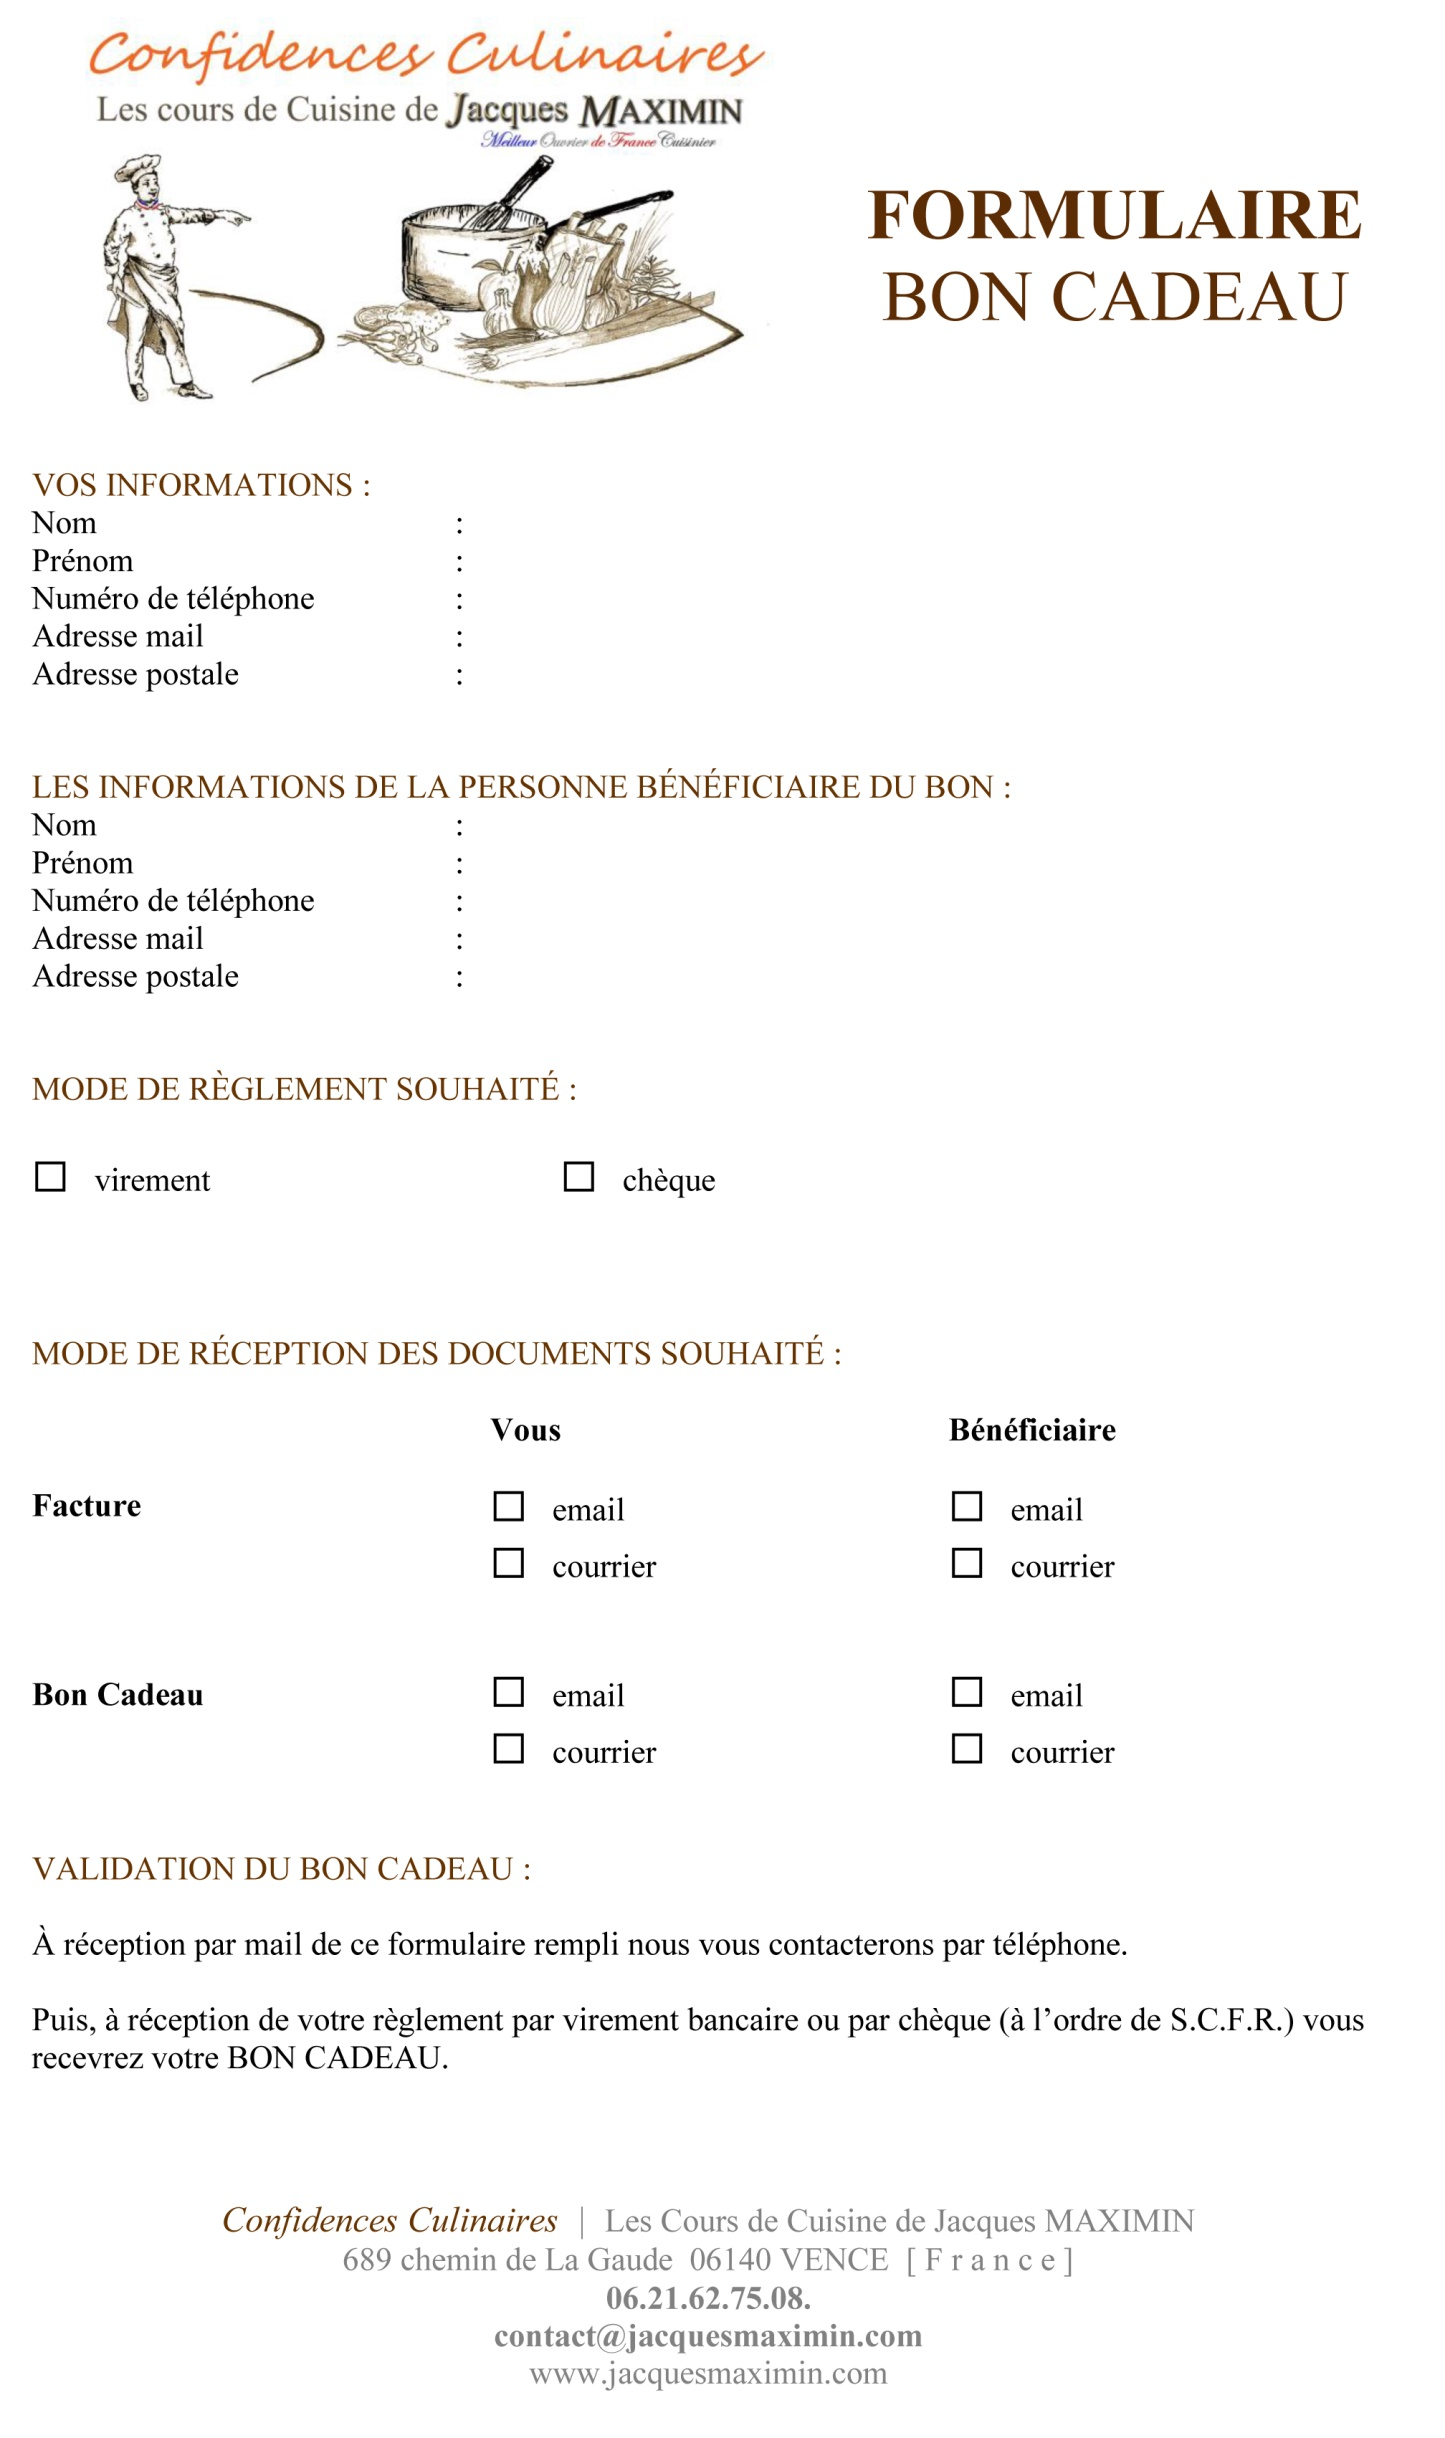 Confidences Culinaires
Les cours de Cuisine de Jacques MAXIMIN
Meilleur Ouvrier de France Cuisinier
FORMULAIRE
BON CADEAU
VOS INFORMATIONS :
Nom :
Prénom :
Numéro de téléphone :
Adresse mail :
Adresse postale :
LES INFORMATIONS DE LA PERSONNE BÉNÉFICIAIRE DU BON :
Nom :
Prénom :
Numéro de téléphone :
Adresse mail :
Adresse postale :
MODE DE RÈGLEMENT SOUHAITÉ :
☐ virement ☐ chèque
MODE DE RÉCEPTION DES DOCUMENTS SOUHAITÉ :
Vous Bénéficiaire
Facture ☐ email ☐ email
☐ courrier ☐ courrier
Bon Cadeau ☐ email ☐ email
☐ courrier ☐ courrier
VALIDATION DU BON CADEAU :
À réception par mail de ce formulaire rempli nous vous contacterons par téléphone.
Puis, à réception de votre règlement par virement bancaire ou par chèque (à l’ordre de S.C.F.R.) vous
recevrez votre BON CADEAU.
Confidences Culinaires | Les Cours de Cuisine de Jacques MAXIMIN
689 chemin de La Gaude 06140 VENCE [ F r a n c e ]
06.21.62.75.08.
contact@jacquesmaximin.com
www.jacquesmaximin.com